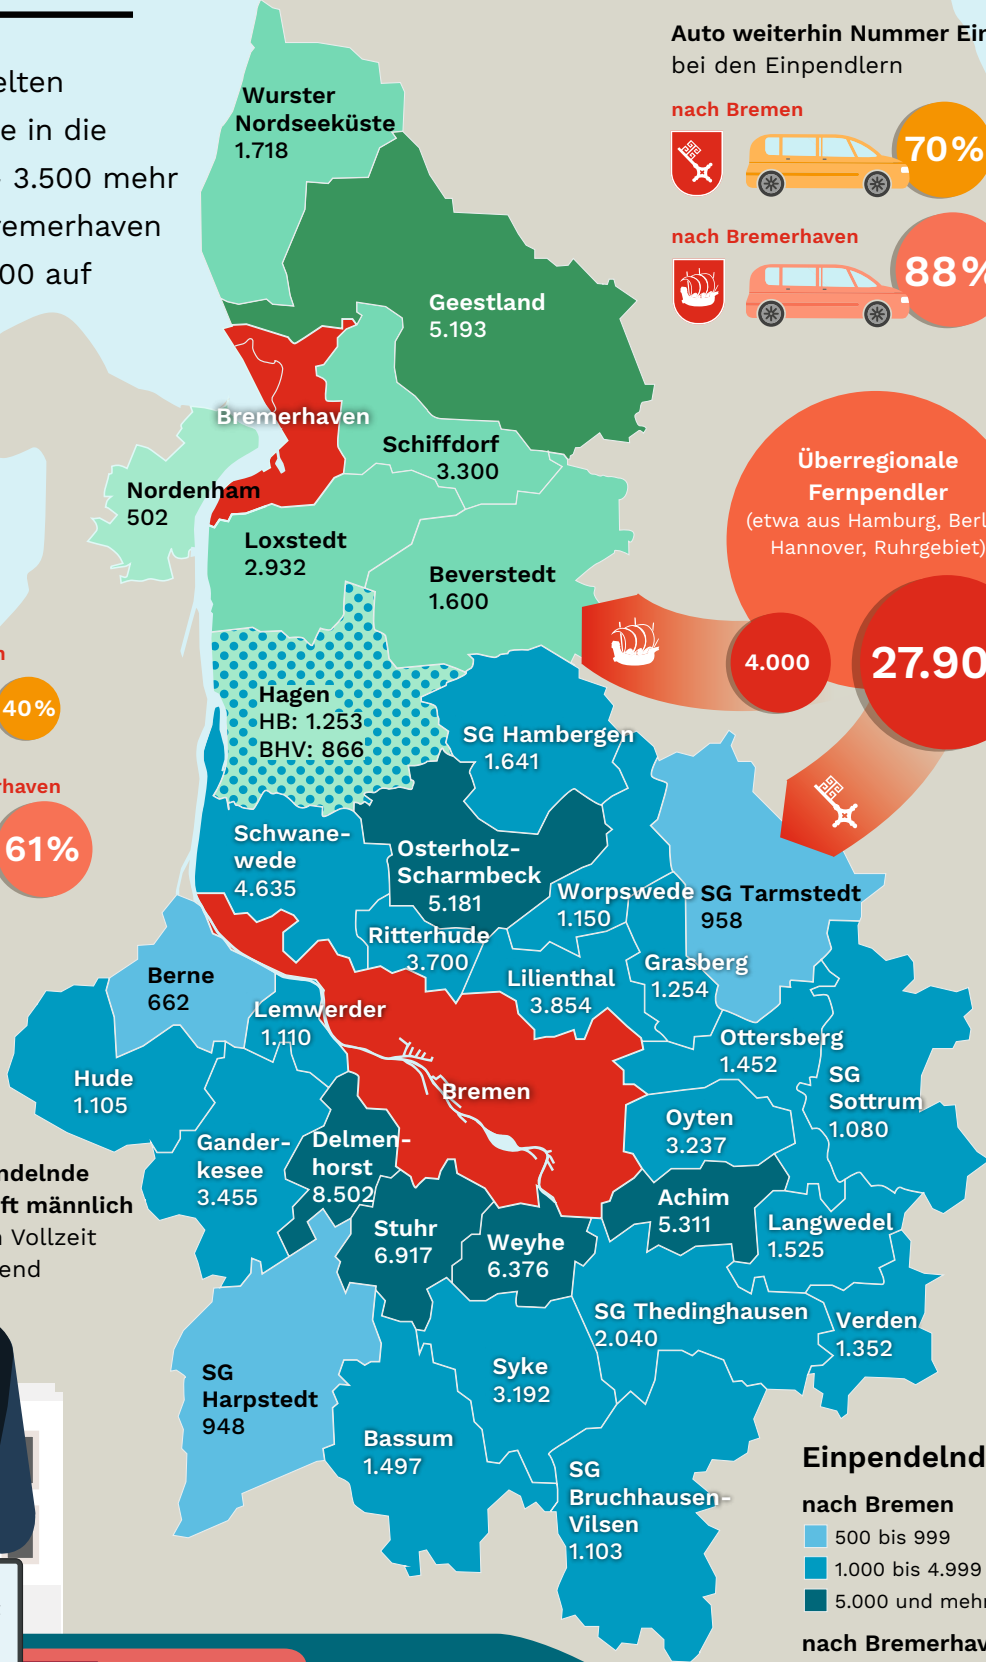 elten
e in die
3.500 mehr
remerhaven
00 auf
Auto weiterhin Nummer Ein
bei den Einpendlern
nach Bremen
70%
nach Bremerhaven
88%
Wurster
Nordseeküste
1.718
Geestland
5.193
Bremerhaven
Schiffdorf
3.300
Nordenham
502
Loxstedt
2.932
Beverstedt
1.600
Überregionale
Fernpendler
(etwa aus Hamburg, Berl
Hannover, Ruhrgebiet)
4.000
27.90
n
40%
rhaven
61%
Hagen
HB: 1.253
BHV: 866
SG Hambergen
1.641
Schwane-
wede
4.635
Osterholz-
Scharmbeck
5.181
Worpswede
1.150
SG Tarmstedt
958
Ritterhude
3.700
Lilienthal
3.854
Grasberg
1.254
Berne
662
Lemwerder
1.110
Ottersberg
1.452
Hude
1.105
Bremen
SG
Sottrum
1.080
Oyten
3.237
Gander-
kesee
3.455
Delmen-
horst
8.502
Achim
5.311
Langwedel
1.525
Stuhr
6.917
Weyhe
6.376
ndelnde
ft männlich
n Vollzeit
end
SG Thedinghausen
2.040
Verden
1.352
SG
Harpstedt
948
Syke
3.192
Bassum
1.497
SG
Bruchhausen-
Vilsen
1.103
Einpendelnd
nach Bremen
500 bis 999
1.000 bis 4.999
5.000 und mehr
nach Bremerhav